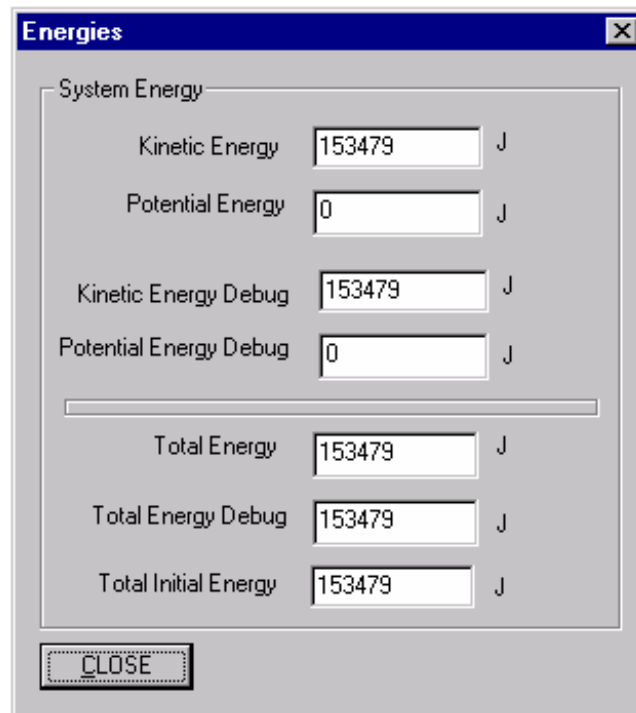 Energies
System Energy
Kinetic Energy 153479 J
Potential Energy 0 J
Kinetic Energy Debug 153479 J
Potential Energy Debug 0 J
Total Energy 153479 J
Total Energy Debug 153479 J
Total Initial Energy 153479 J
CLOSE